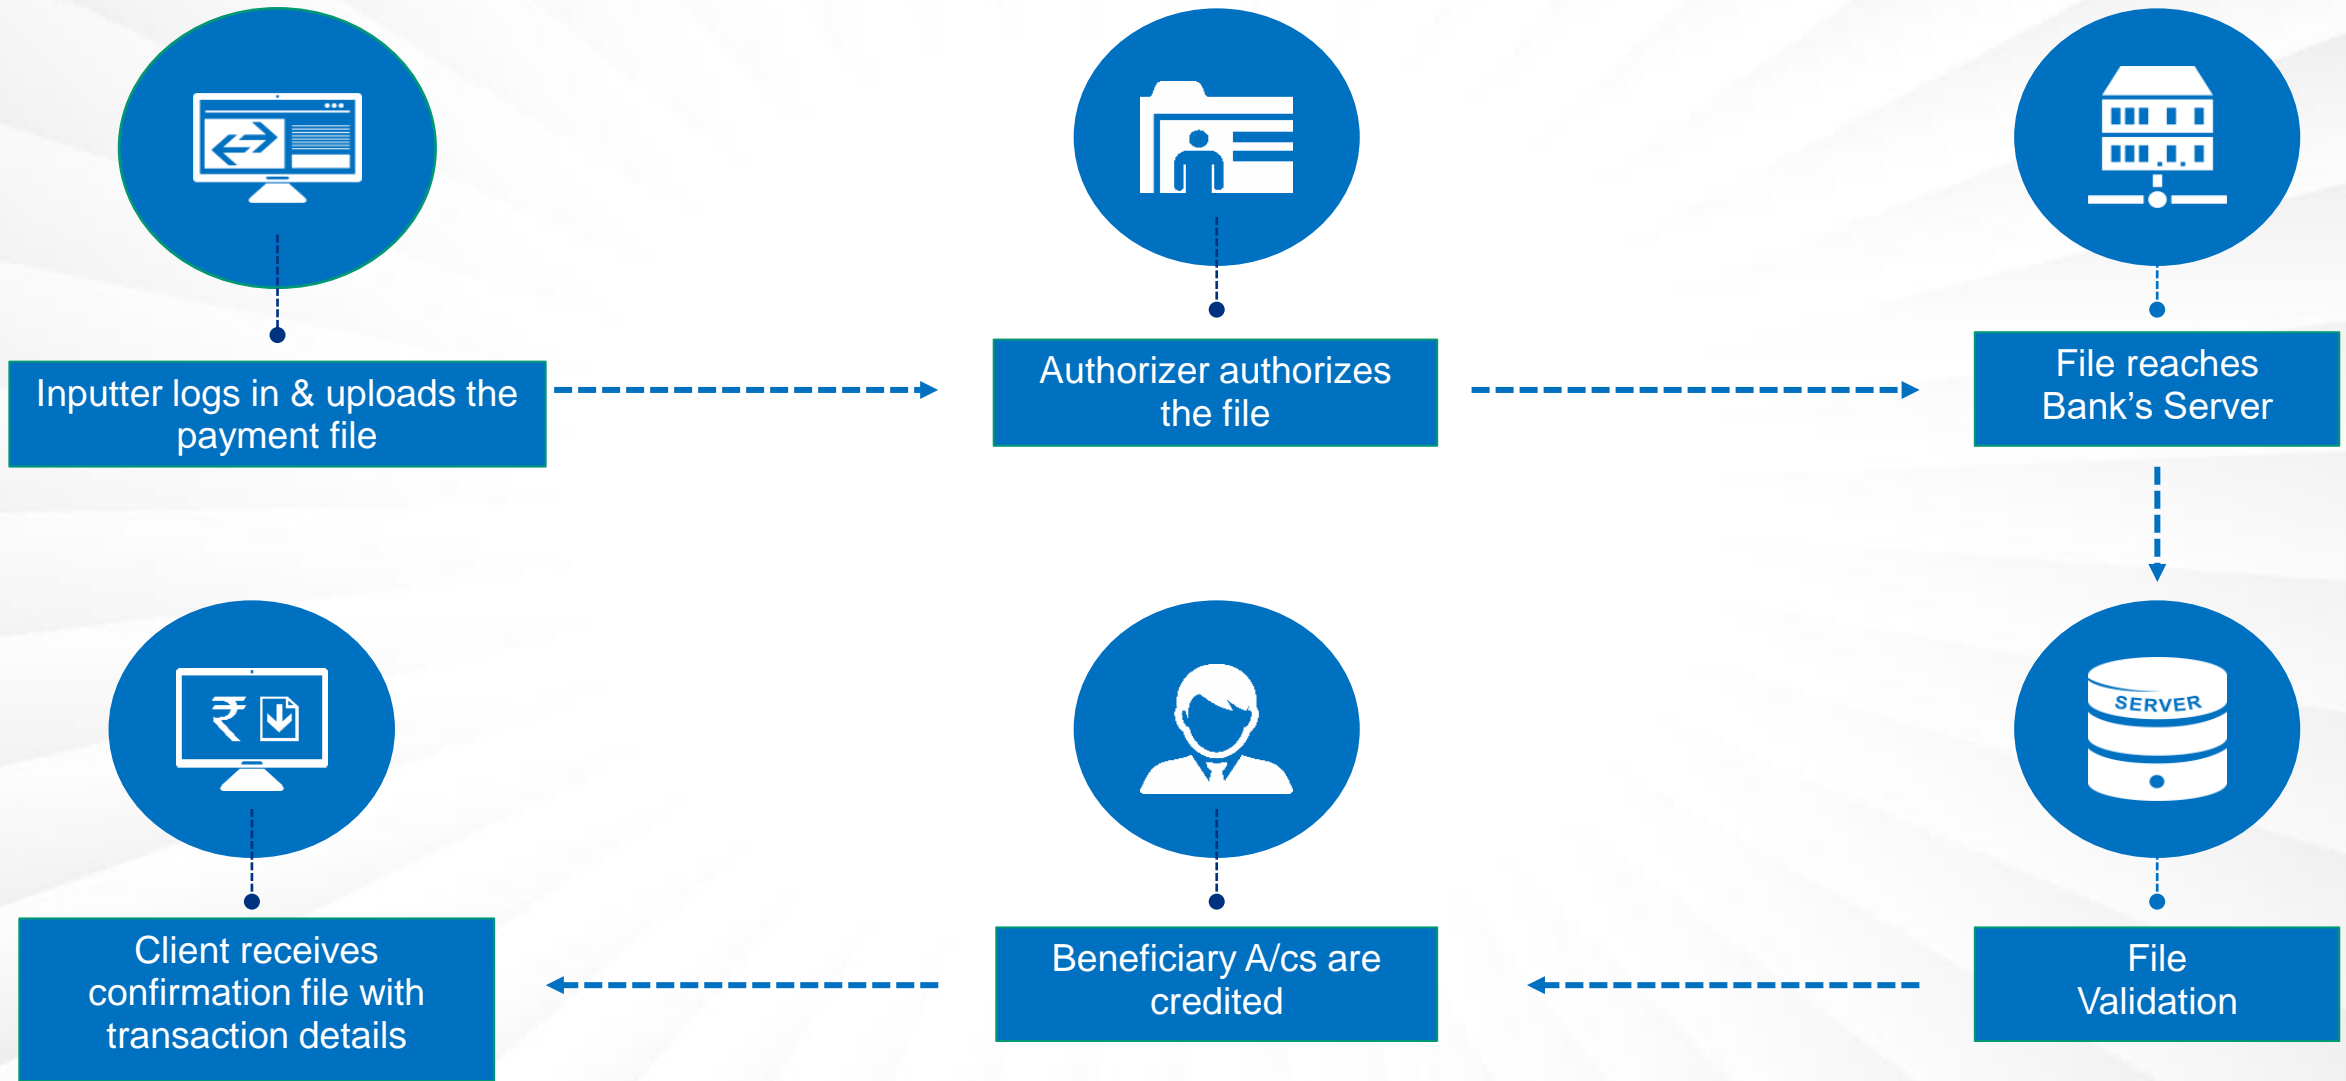 Inputter logs in & uploads the
payment file
Authorizer authorizes
the file
File reaches
Bank’s Server
₹
SERVER
Client receives
confirmation file with
transaction details
Beneficiary A/cs are
credited
File
Validation